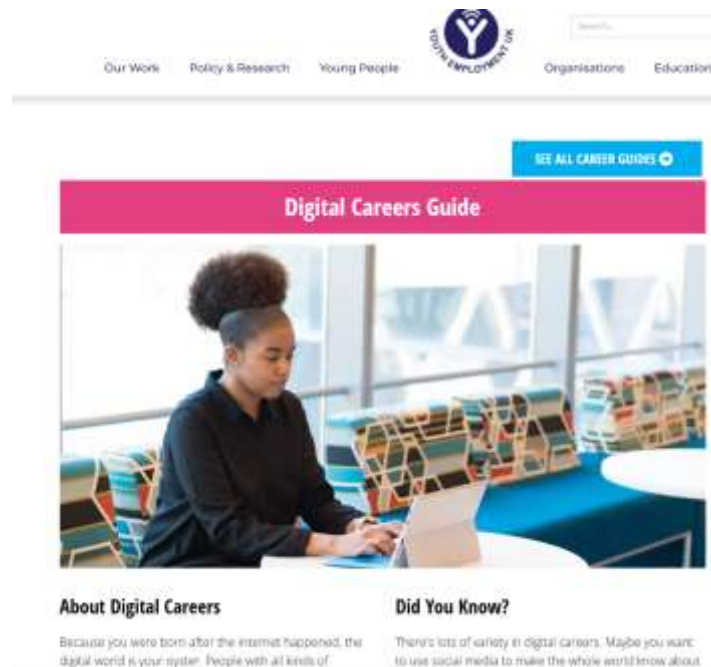 YOUTH EMPLOYMENT UK
Search...
Our Work Policy & Research Young People Organisations Education
SEE ALL CAREER GUIDES
Digital Careers Guide
About Digital Careers
Because you were born after the internet happened, the
digital world is your oyster. People with all kinds of
Did You Know?
There's lots of variety in digital careers. Maybe you want
to use social media to make the whole world know about